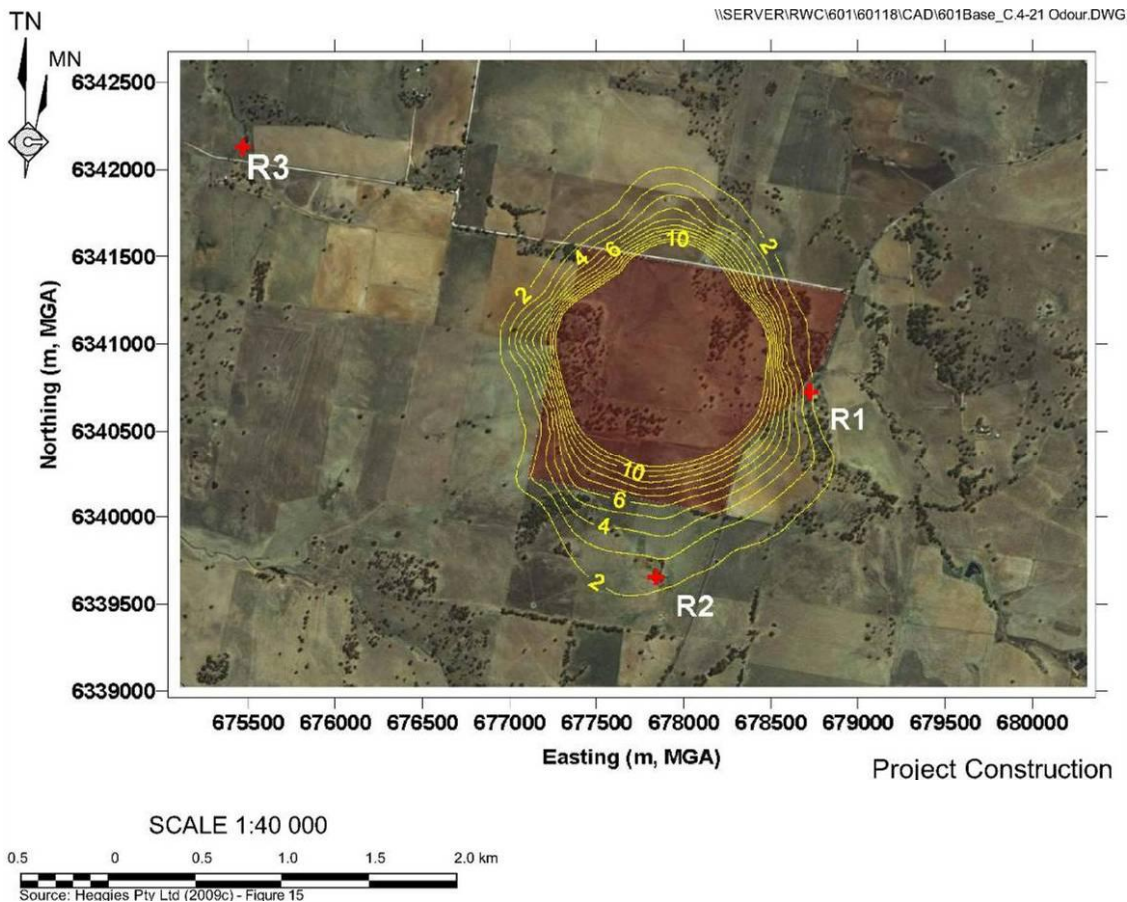 \\SERVER\RWC\601\60118\CAD\601Base_C.4-21 Odour.DWG
TN
MN
6342500
6342000
6341500
6341000
6340500
6340000
6339500
6339000
Northing (m, MGA)
R3
10
2
6
4
2
R1
10
6
4
2
R2
675500 676000 676500 677000 677500 678000 678500 679000 679500 680000
Easting (m, MGA)
Project Construction
SCALE 1:40 000
0.5 0 0.5 1.0 1.5 2.0 km
Source: Heggies Pty Ltd (2009c) - Figure 15